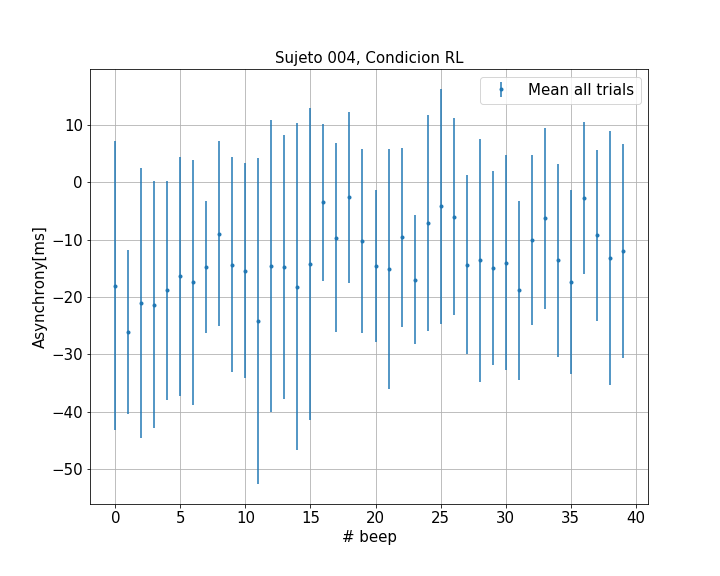 Sujeto 004, Condicion RL
Mean all trials
Asynchrony[ms]
10
0
−10
−20
−30
−40
−50
0 5 10 15 20 25 30 35 40
# beep